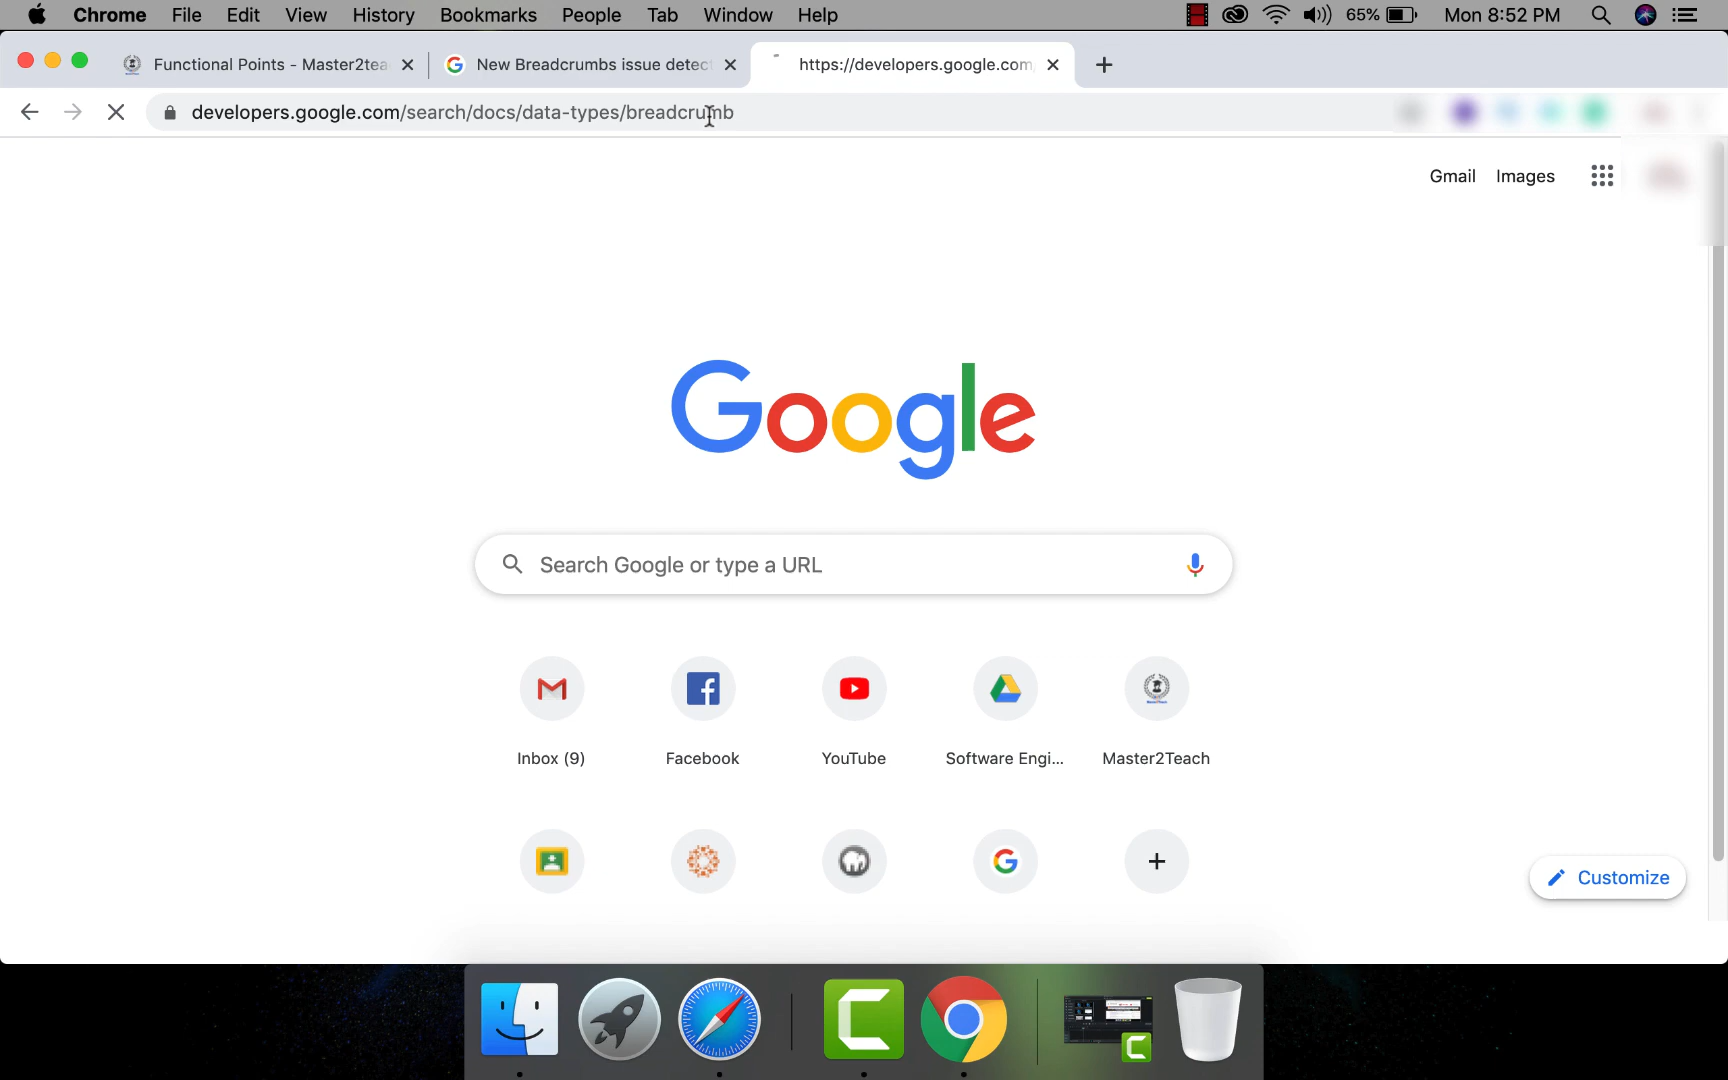 Chrome File Edit View History Bookmarks People Tab Window Help 65% Mon 8:52 PM
Functional Points - Master2tea New Breadcrumbs issue detect https://developers.google.com/
developers.google.com/search/docs/data-types/breadcrumb
Gmail Images
Google
Search Google or type a URL
Inbox (9) Facebook YouTube Software Engi... Master2Teach
Customize